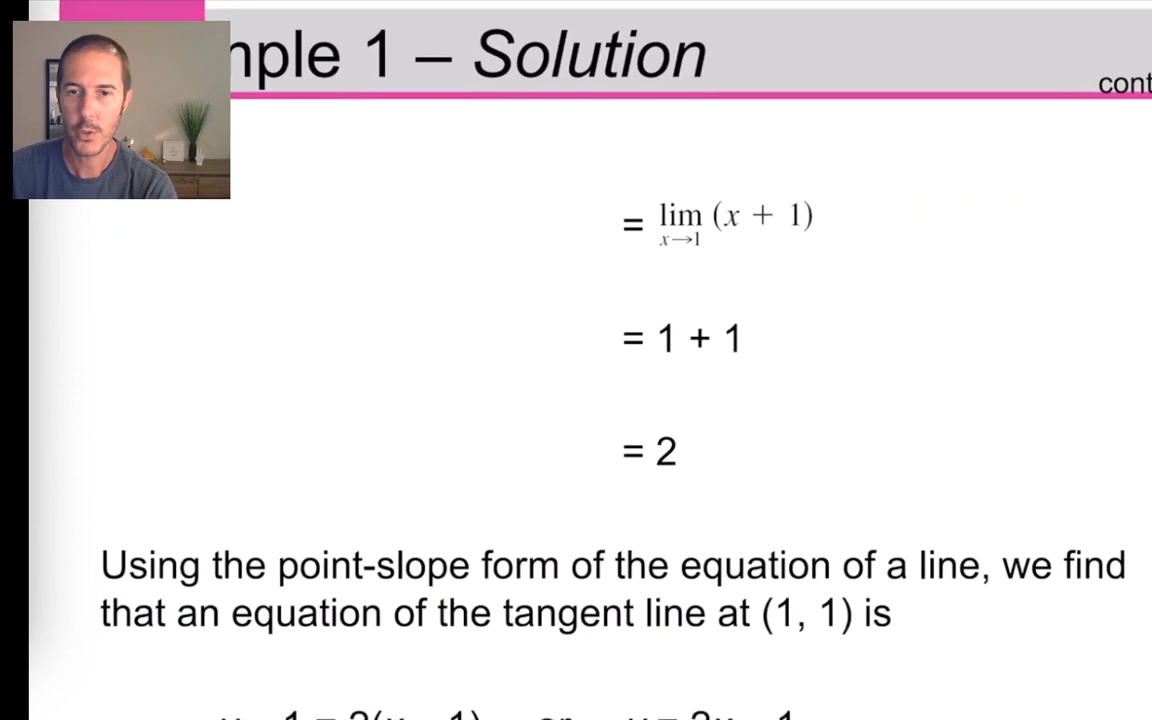 mple 1 – Solution
cont
= lim (x + 1)
x→1
= 1 + 1
= 2
Using the point-slope form of the equation of a line, we find
that an equation of the tangent line at (1, 1) is